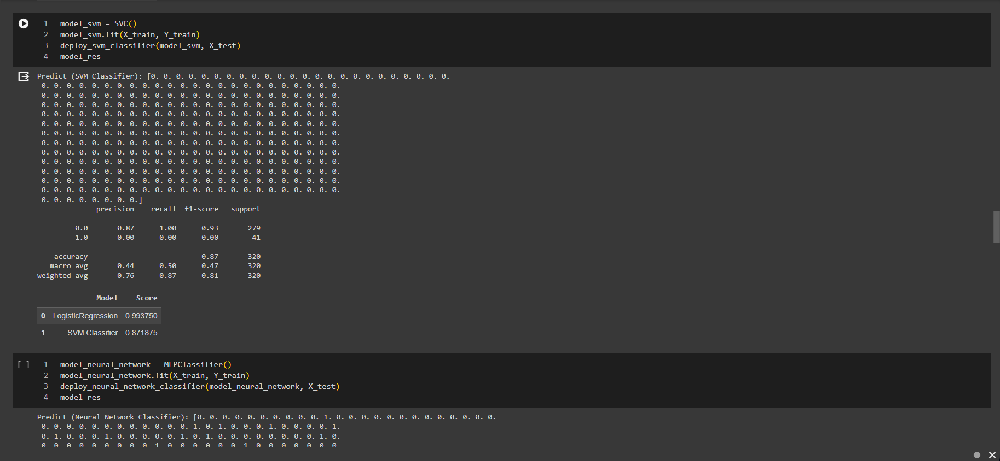 1 model_svm = SVC()
2 model_svm.fit(X_train, Y_train)
3 deploy_svm_classifier(model_svm, X_test)
4 model_res
Predict (SVM Classifier): [0. 0. 0. 0. 0. 0. 0. 0. 0. 0. 0. 0. 0. 0. 0. 0. 0. 0. 0. 0. 0. 0. 0. 0.
0. 0. 0. 0. 0. 0. 0. 0. 0. 0. 0. 0. 0. 0. 0. 0. 0. 0. 0. 0. 0. 0. 0. 0.
0. 0. 0. 0. 0. 0. 0. 0. 0. 0. 0. 0. 0. 0. 0. 0. 0. 0. 0. 0. 0. 0. 0. 0.
0. 0. 0. 0. 0. 0. 0. 0. 0. 0. 0. 0. 0. 0. 0. 0. 0. 0. 0. 0. 0. 0. 0. 0.
0. 0. 0. 0. 0. 0. 0. 0. 0. 0. 0. 0. 0. 0. 0. 0. 0. 0. 0. 0. 0. 0. 0. 0.
0. 0. 0. 0. 0. 0. 0. 0. 0. 0. 0. 0. 0. 0. 0. 0. 0. 0. 0. 0. 0. 0. 0. 0.
0. 0. 0. 0. 0. 0. 0. 0. 0. 0. 0. 0. 0. 0. 0. 0. 0. 0. 0. 0. 0. 0. 0. 0.
0. 0. 0. 0. 0. 0. 0. 0. 0. 0. 0. 0. 0. 0. 0. 0. 0. 0. 0. 0. 0. 0. 0. 0.
0. 0. 0. 0. 0. 0. 0. 0. 0. 0. 0. 0. 0. 0. 0. 0. 0. 0. 0. 0. 0. 0. 0. 0.
0. 0. 0. 0. 0. 0. 0. 0. 0. 0. 0. 0. 0. 0. 0. 0. 0. 0. 0. 0. 0. 0. 0. 0.
0. 0. 0. 0. 0. 0. 0. 0. 0. 0. 0. 0. 0. 0. 0. 0. 0. 0. 0. 0. 0. 0. 0. 0.
0. 0. 0. 0. 0. 0. 0. 0. 0. 0. 0. 0. 0. 0. 0. 0. 0. 0. 0. 0. 0. 0. 0. 0.
0. 0. 0. 0. 0. 0. 0. 0. 0. 0. 0. 0. 0. 0. 0. 0. 0. 0. 0. 0. 0. 0. 0. 0.
0. 0. 0. 0. 0. 0. 0. 0.]
precision recall f1-score support
0.0 0.87 1.00 0.93 279
1.0 0.00 0.00 0.00 41
accuracy 0.87 320
macro avg 0.44 0.50 0.47 320
weighted avg 0.76 0.87 0.81 320
Model Score
0 LogisticRegression 0.993750
1 SVM Classifier 0.871875
[ ] 1 model_neural_network = MLPClassifier()
2 model_neural_network.fit(X_train, Y_train)
3 deploy_neural_network_classifier(model_neural_network, X_test)
4 model_res
Predict (Neural Network Classifier): [0. 0. 0. 0. 0. 0. 0. 0. 0. 0. 1. 0. 0. 0. 0. 0. 0. 0. 0. 0. 0. 0. 0. 0.
0. 0. 0. 0. 0. 0. 0. 0. 0. 0. 0. 0. 1. 0. 1. 0. 0. 0. 1. 0. 0. 0. 0. 1.
0. 1. 0. 0. 0. 1. 0. 0. 0. 0. 0. 1. 0. 1. 0. 0. 0. 0. 0. 0. 0. 0. 1. 0.
0. 0. 0. 0. 0. 0. 0. 0. 0. 1. 0. 0. 0. 0. 0. 0. 1. 0. 0. 0. 0. 0. 0. 0.